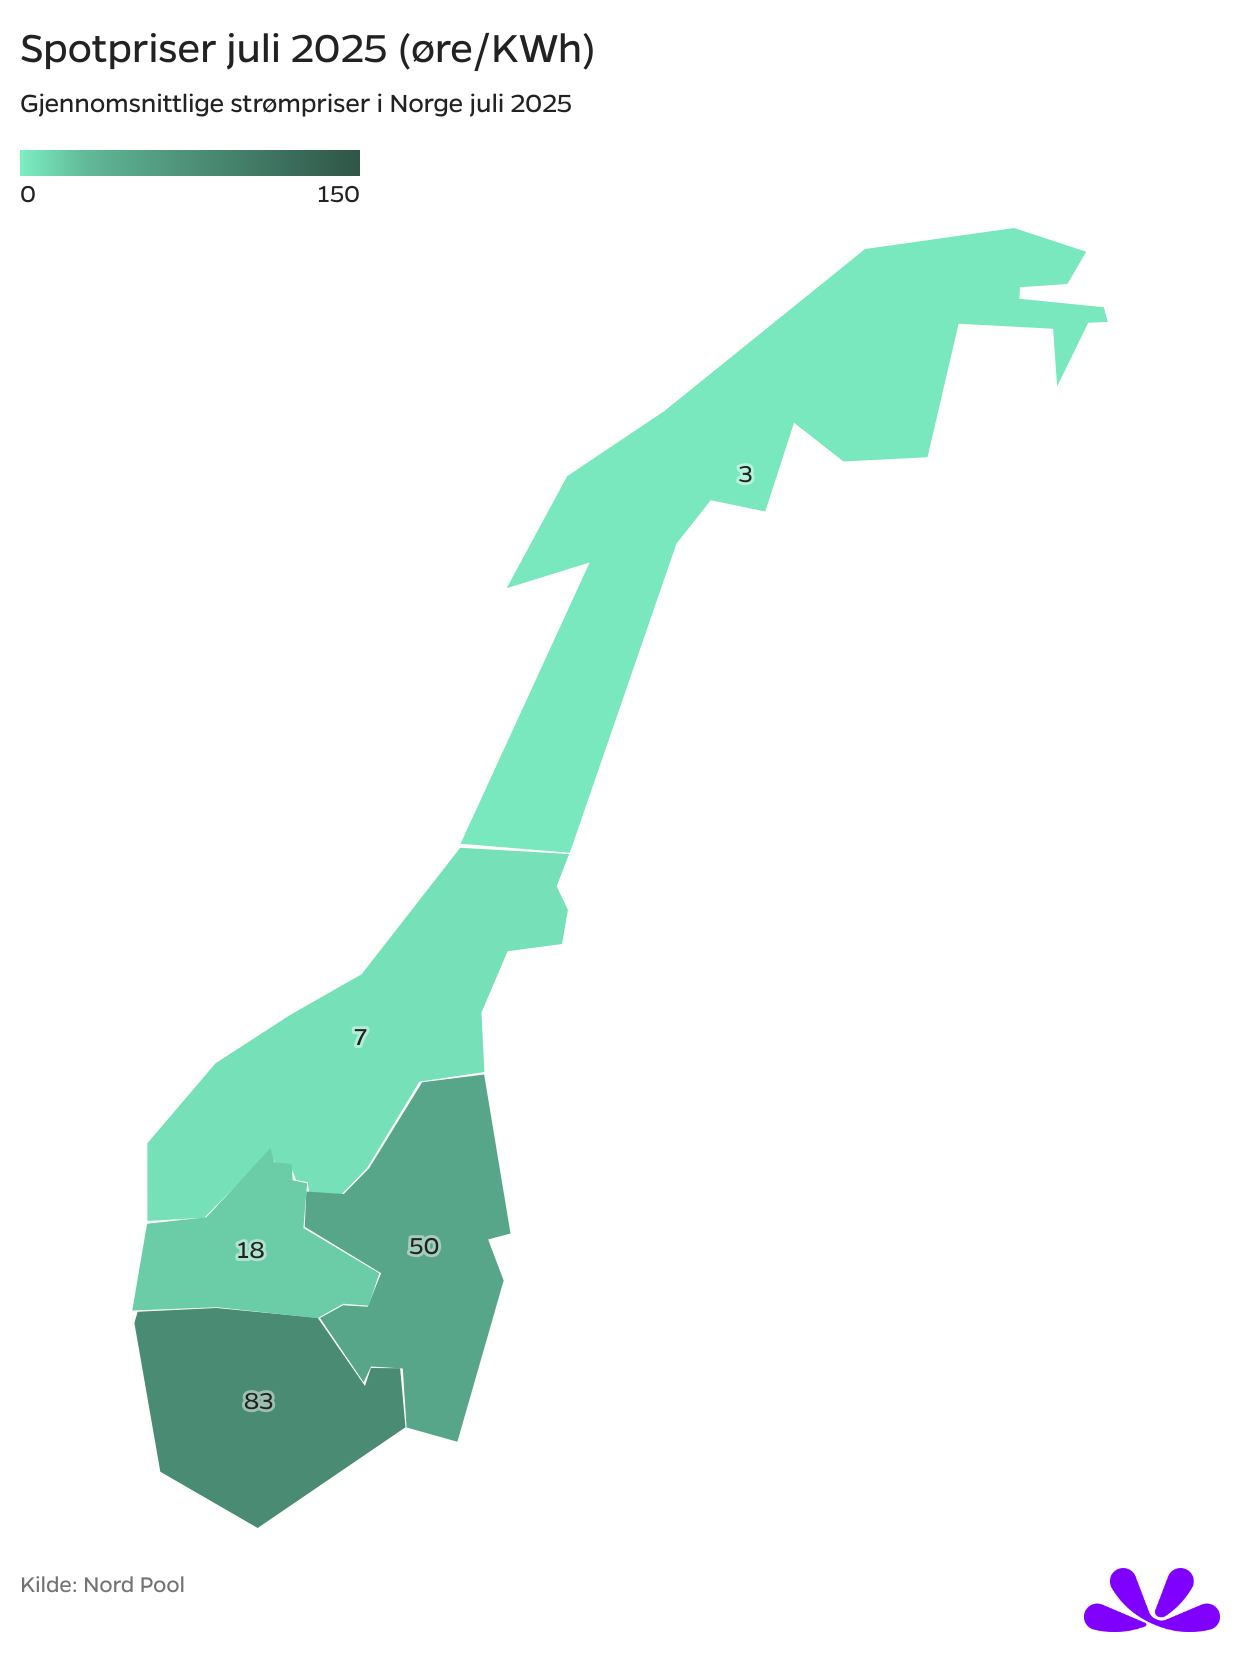 Spotpriser juli 2025 (øre/KWh)
Gjennomsnittlige strømpriser i Norge juli 2025
0 150
3
7
18
50
83
Kilde: Nord Pool